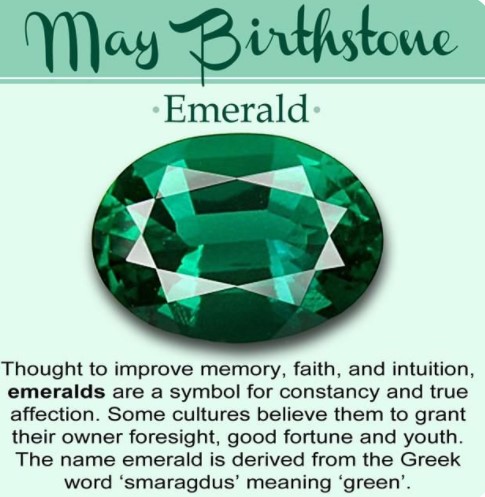 May Birthstone
·Emerald·
Thought to improve memory, faith, and intuition,
emeralds are a symbol for constancy and true
affection. Some cultures believe them to grant
their owner foresight, good fortune and youth.
The name emerald is derived from the Greek
word ‘smaragdus’ meaning ‘green’.